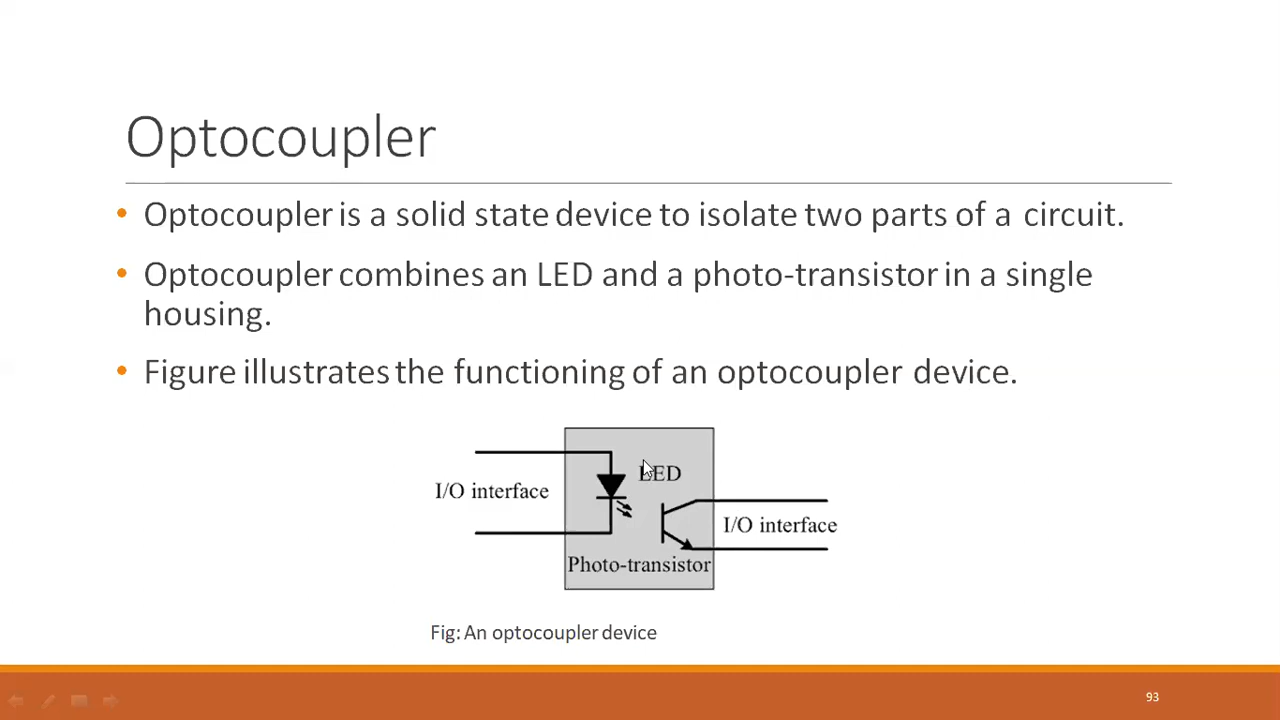 Optocoupler
• Optocoupler is a solid state device to isolate two parts of a circuit.
• Optocoupler combines an LED and a photo-transistor in a single
housing.
• Figure illustrates the functioning of an optocoupler device.
LED
I/O interface
I/O interface
Photo-transistor
Fig: An optocoupler device
93